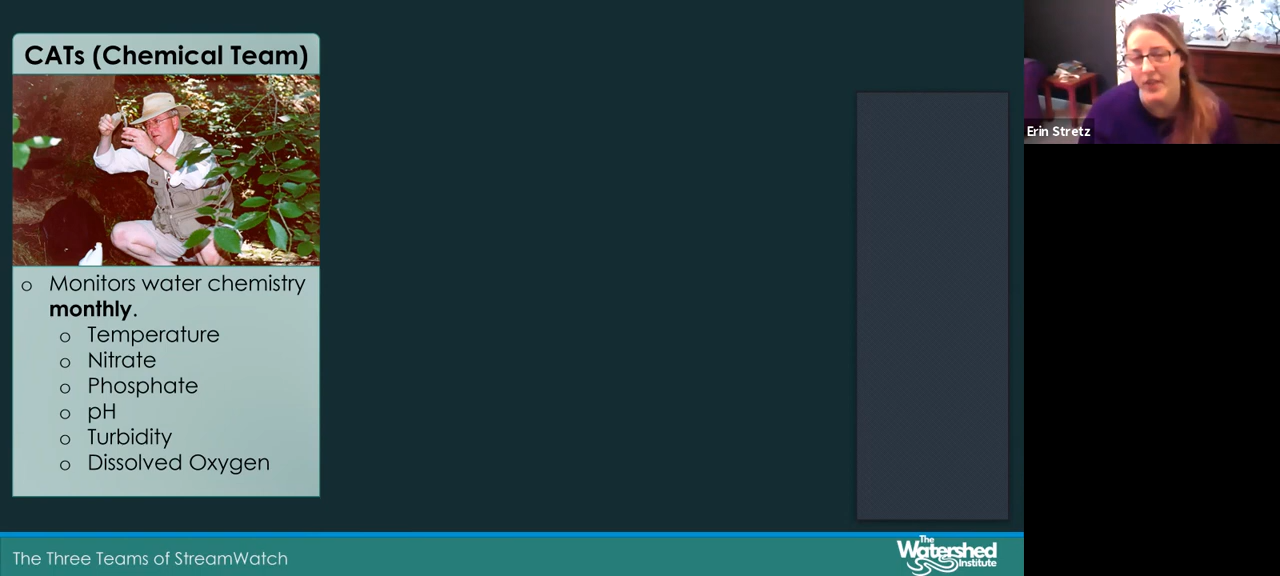 CATs (Chemical Team)
o Monitors water chemistry
monthly.
o Temperature
o Nitrate
o Phosphate
o pH
o Turbidity
o Dissolved Oxygen
The Three Teams of StreamWatch
The
Watershed
Institute
Erin Stretz